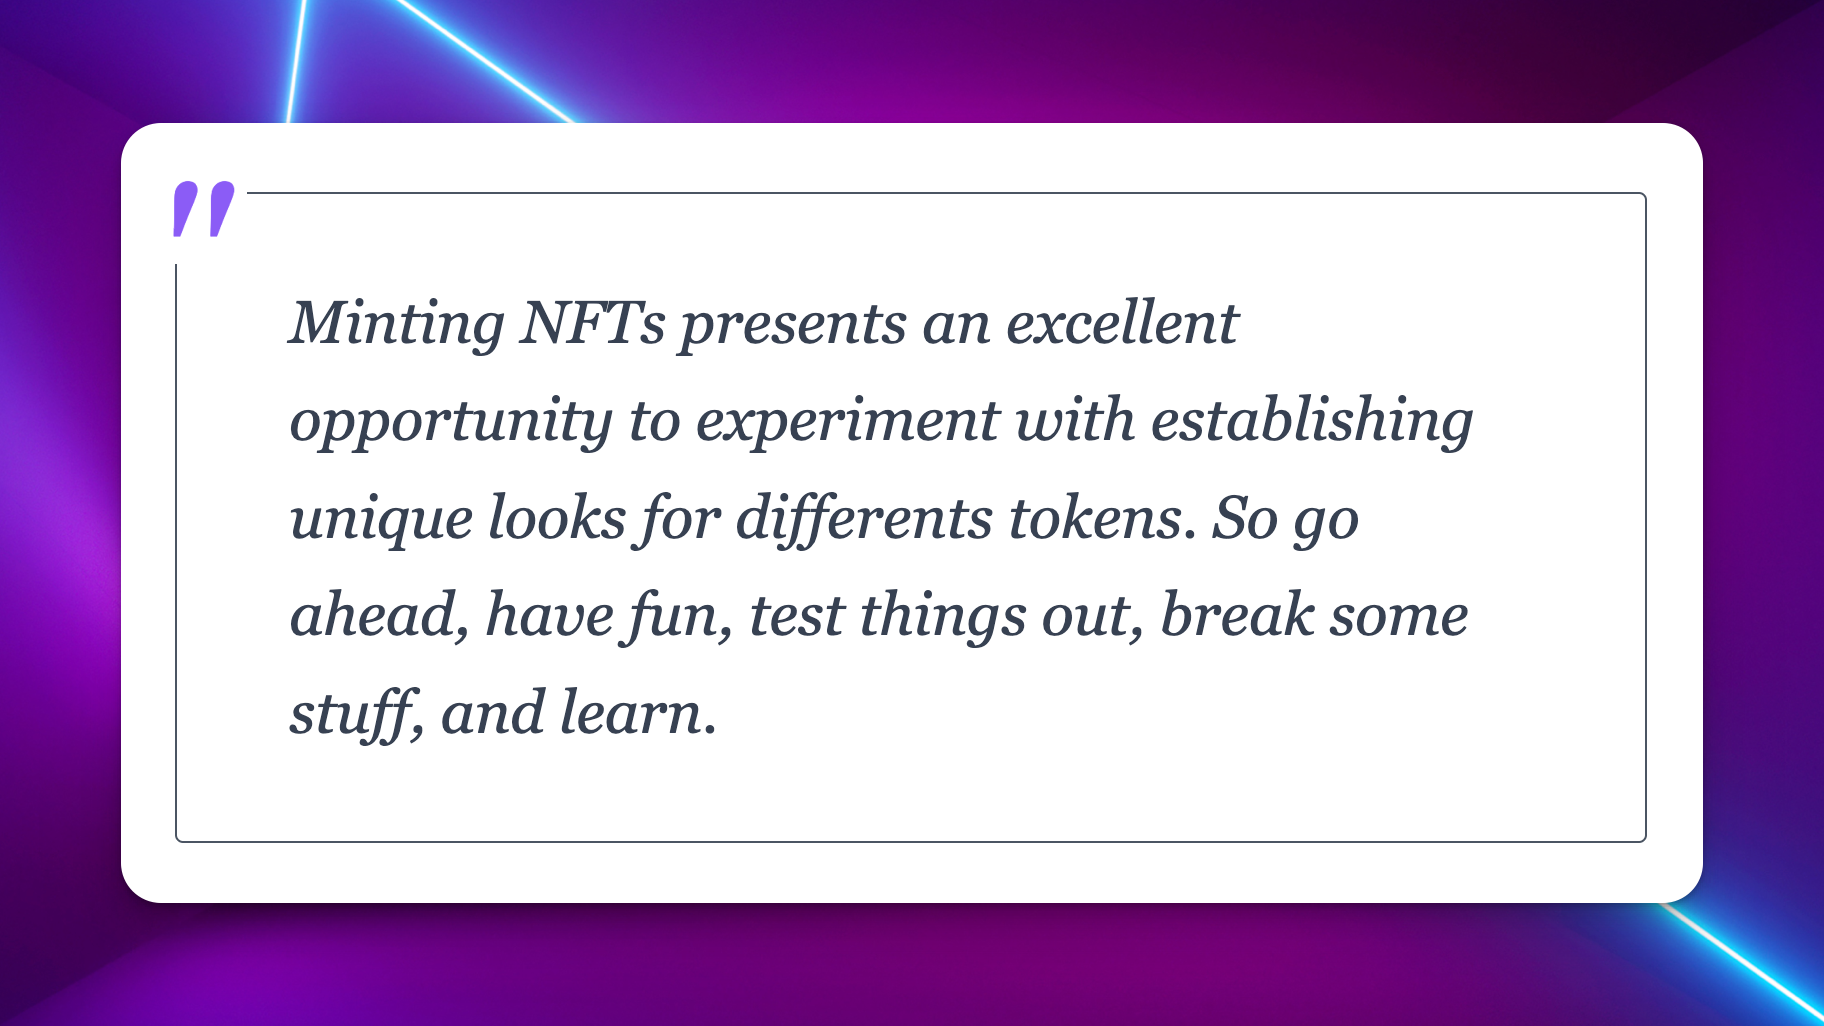 "
Minting NFTs presents an excellent
opportunity to experiment with establishing
unique looks for differents tokens. So go
ahead, have fun, test things out, break some
stuff, and learn.